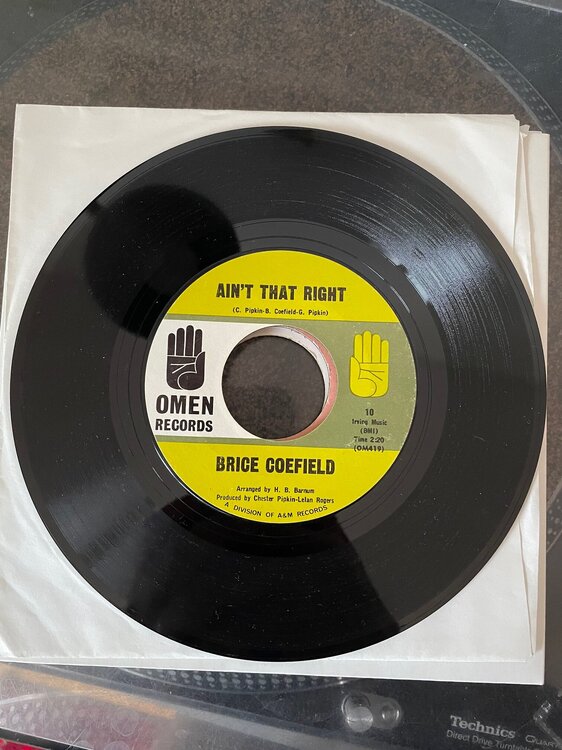 AIN'T THAT RIGHT
(C. Pipkin-B. Coefield-G. Pipkin)
OMEN
RECORDS
10
Irving Music
(BMI)
Time 2:20
(OM419)
BRICE COEFIELD
Arranged by H. B. Barnum
Produced by Chester Pipkin-Lelan Rogers
A DIVISION OF A&M RECORDS
Technics
Direct Drive